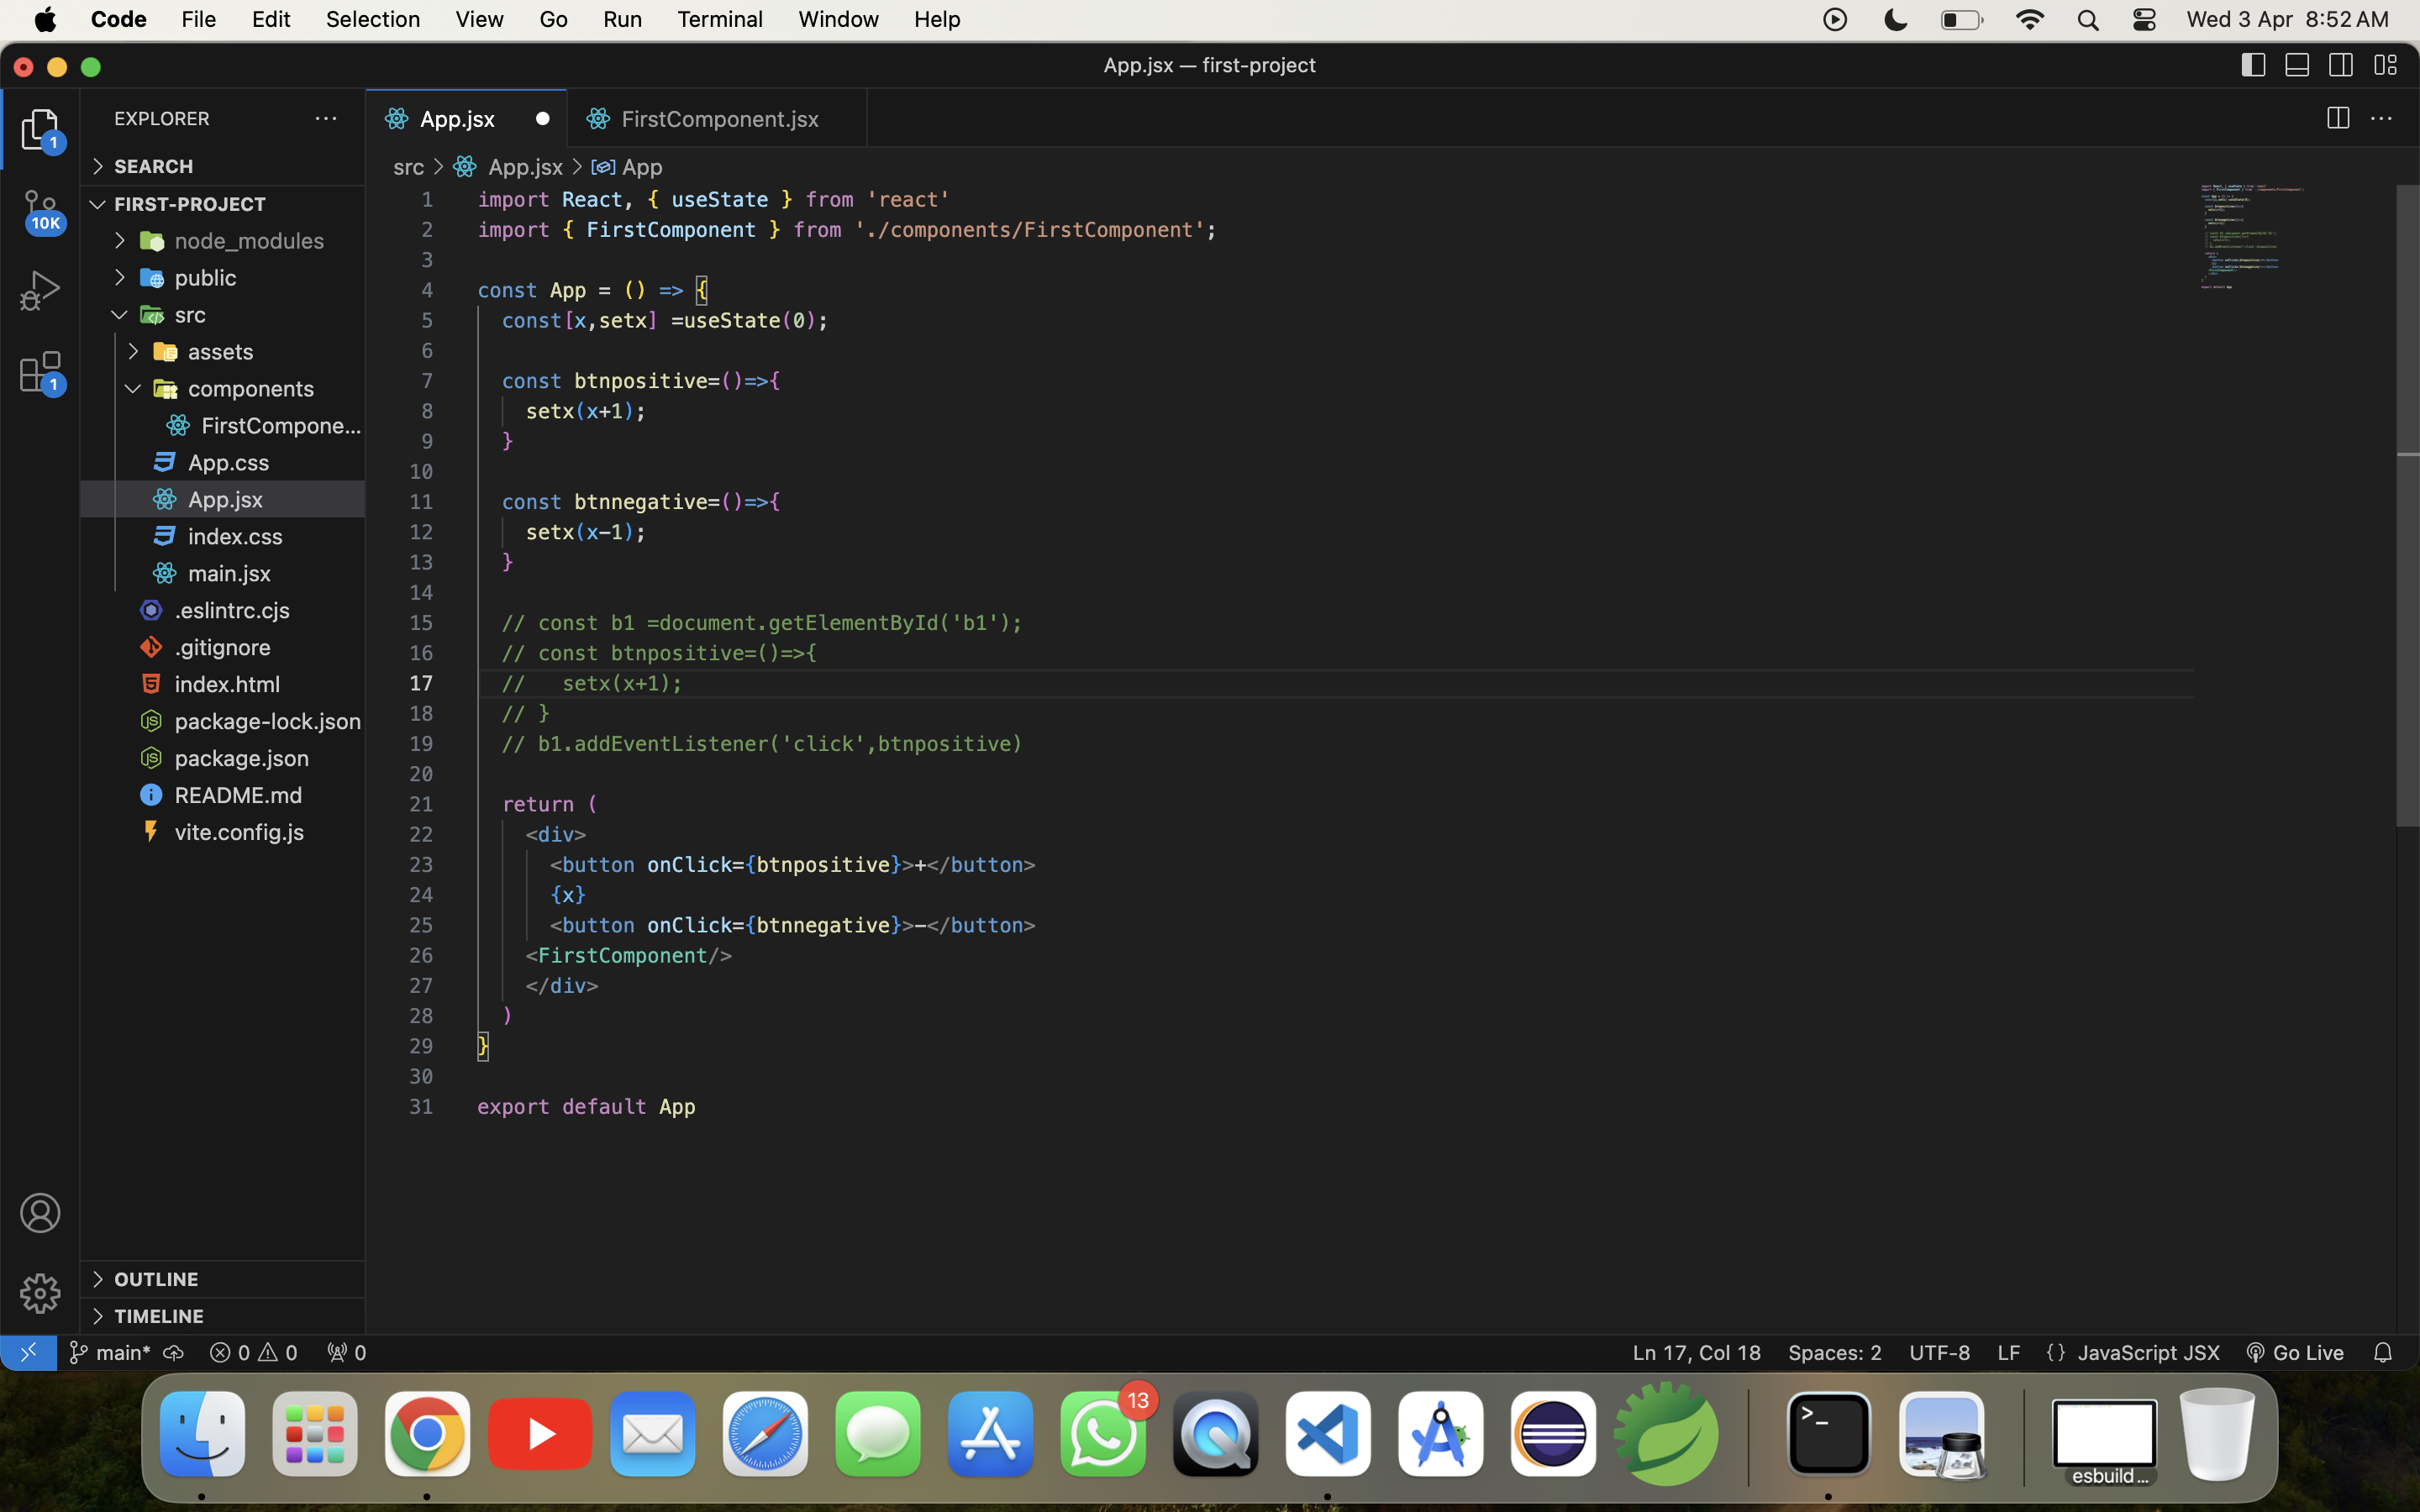 Code File Edit Selection View Go Run Terminal Window Help Wed 3 Apr 8:52 AM
App.jsx — first-project
EXPLORER
SEARCH
FIRST-PROJECT
node_modules
public
src
assets
components
FirstCompone...
App.css
App.jsx
index.css
main.jsx
.eslintrc.cjs
.gitignore
index.html
package-lock.json
package.json
README.md
vite.config.js
OUTLINE
TIMELINE
1
10K
1
App.jsx FirstComponent.jsx
src > App.jsx > App
1 import React, { useState } from 'react'
2 import { FirstComponent } from './components/FirstComponent';
3
4 const App = () => {
5 const[x,setx] =useState(0);
6
7 const btnpositive=()=>{
8 setx(x+1);
9 }
10
11 const btnnegative=()=>{
12 setx(x-1);
13 }
14
15 // const b1 =document.getElementById('b1');
16 // const btnpositive=()=>{
17 //   setx(x+1);
18 // }
19 // b1.addEventListener('click',btnpositive)
20
21 return (
22 <div>
23 <button onClick={btnpositive}>+</button>
24 {x}
25 <button onClick={btnnegative}>-</button>
26 <FirstComponent/>
27 </div>
28 )
29 }
30
31 export default App
main* 0 0 0 Ln 17, Col 18 Spaces: 2 UTF-8 LF {} JavaScript JSX Go Live
13
esbuild ...